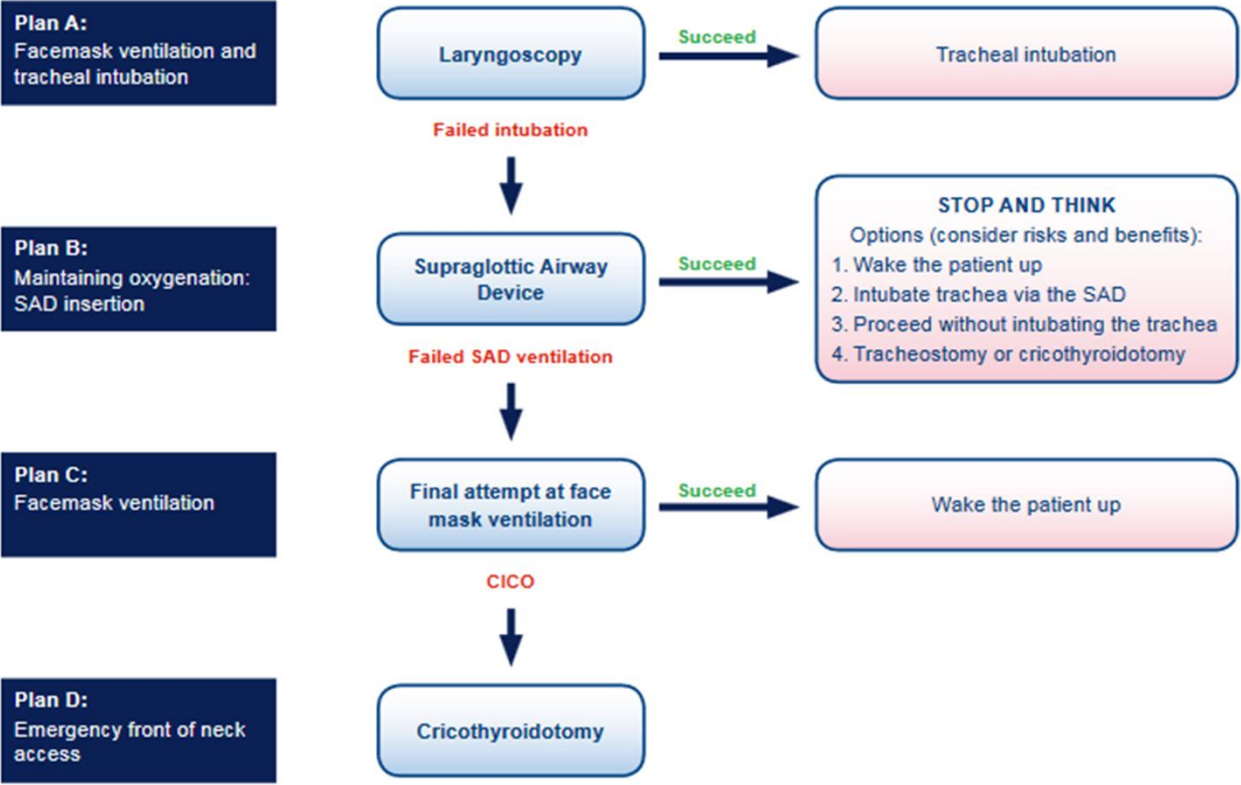 Plan A:
Facemask ventilation and
tracheal intubation
Laryngoscopy
Succeed
Tracheal intubation
Failed intubation
Plan B:
Maintaining oxygenation:
SAD insertion
Supraglottic Airway
Device
Succeed
STOP AND THINK
Options (consider risks and benefits):
1. Wake the patient up
2. Intubate trachea via the SAD
3. Proceed without intubating the trachea
4. Tracheostomy or cricothyroidotomy
Failed SAD ventilation
Plan C:
Facemask ventilation
Final attempt at face
mask ventilation
Succeed
Wake the patient up
CICO
Plan D:
Emergency front of neck
access
Cricothyroidotomy